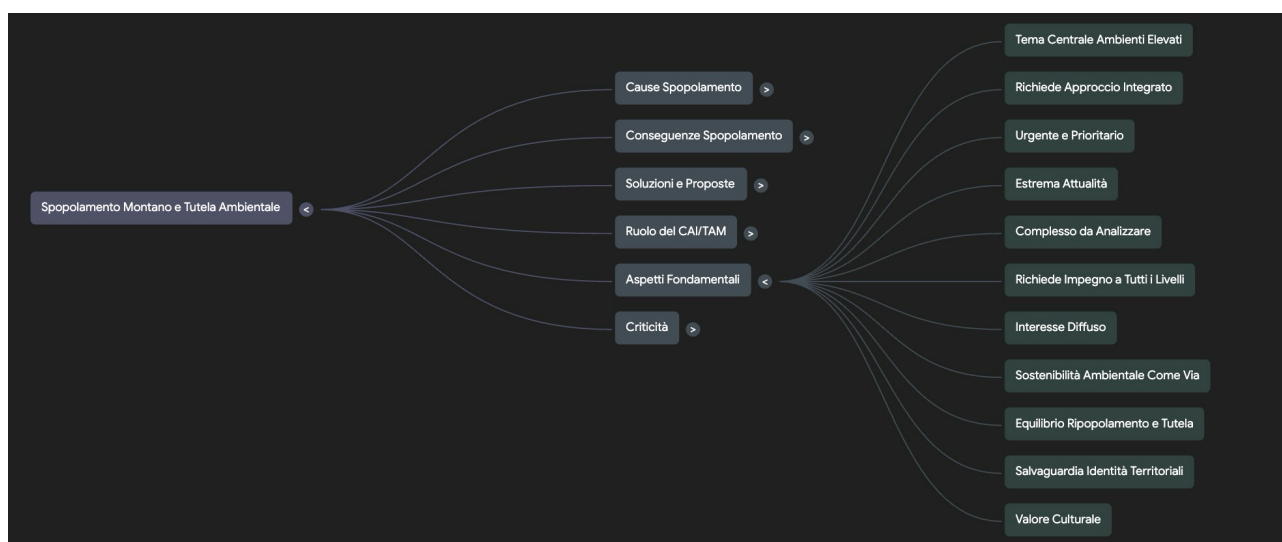 Spopolamento Montano e Tutela Ambientale
<
Cause Spopolamento
>
Conseguenze Spopolamento
>
Soluzioni e Proposte
>
Ruolo del CAI/TAM
>
Aspetti Fondamentali
<
Criticità
>
Tema Centrale Ambienti Elevati
Richiede Approccio Integrato
Urgente e Prioritario
Estrema Attualità
Complesso da Analizzare
Richiede Impegno a Tutti i Livelli
Interesse Diffuso
Sostenibilità Ambientale Come Via
Equilibrio Ripopolamento e Tutela
Salvaguardia Identità Territoriali
Valore Culturale